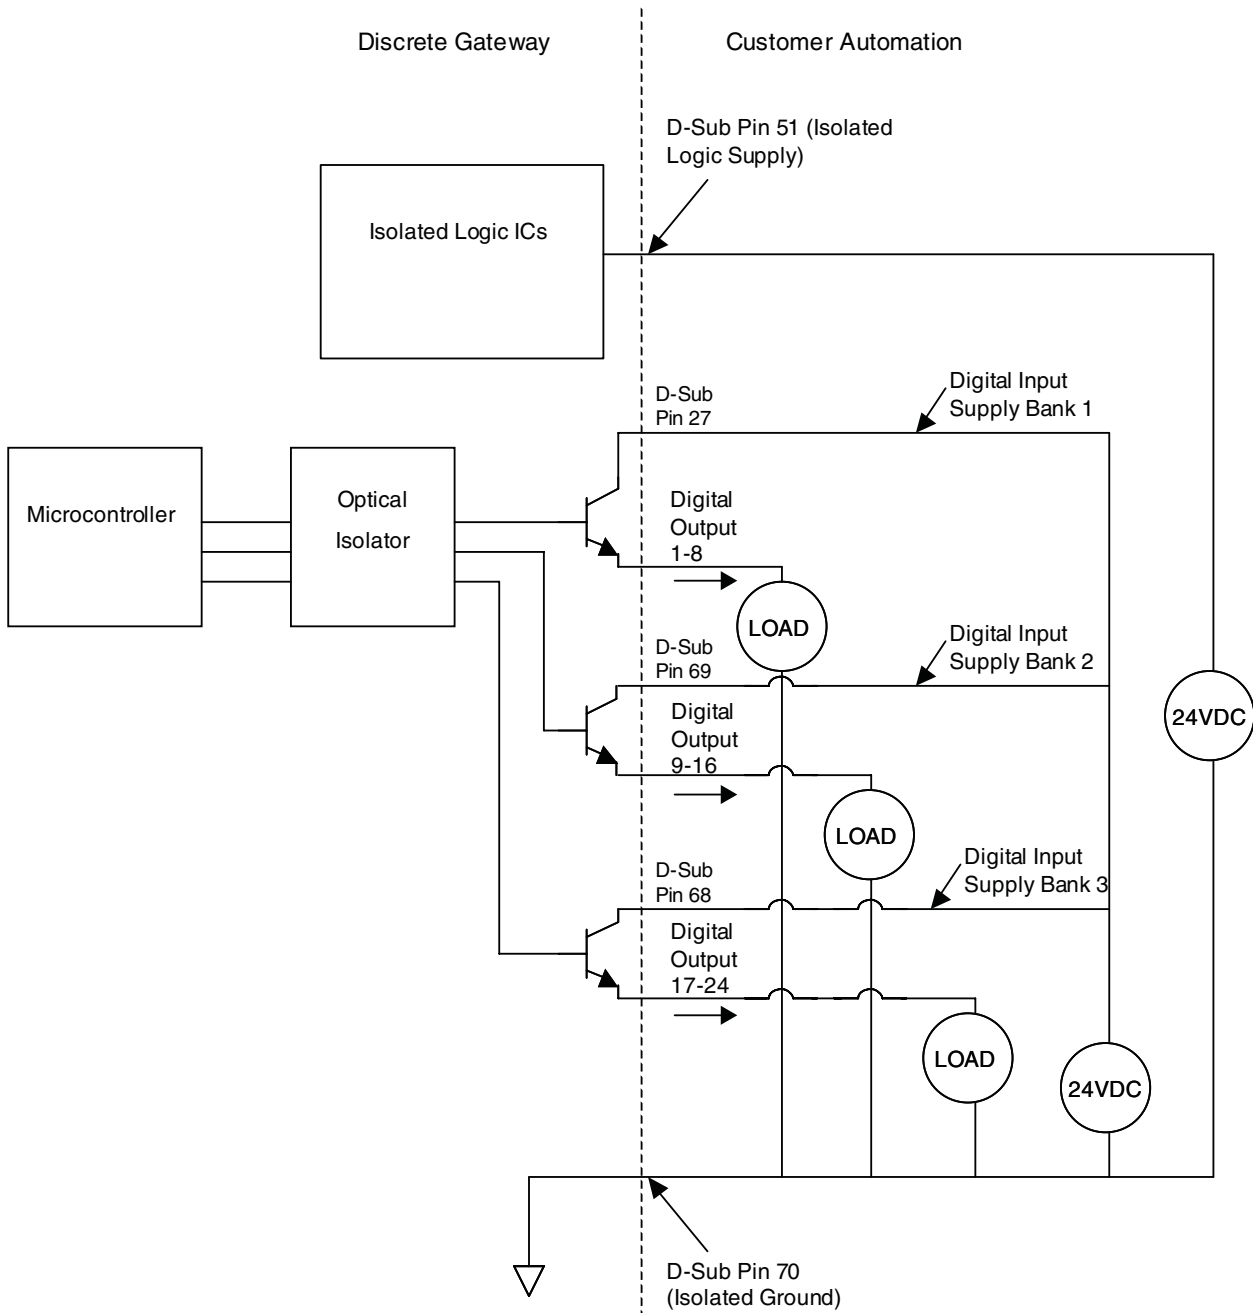 Discrete Gateway
Customer Automation
D-Sub Pin 51 (Isolated
Logic Supply)
Isolated Logic ICs
D-Sub
Pin 27
Digital Input
Supply Bank 1
Microcontroller
Optical
Isolator
Digital
Output
1-8
LOAD
D-Sub
Pin 69
Digital Input
Supply Bank 2
24VDC
Digital
Output
9-16
LOAD
D-Sub
Pin 68
Digital Input
Supply Bank 3
Digital
Output
17-24
LOAD
24VDC
D-Sub Pin 70
(Isolated Ground)